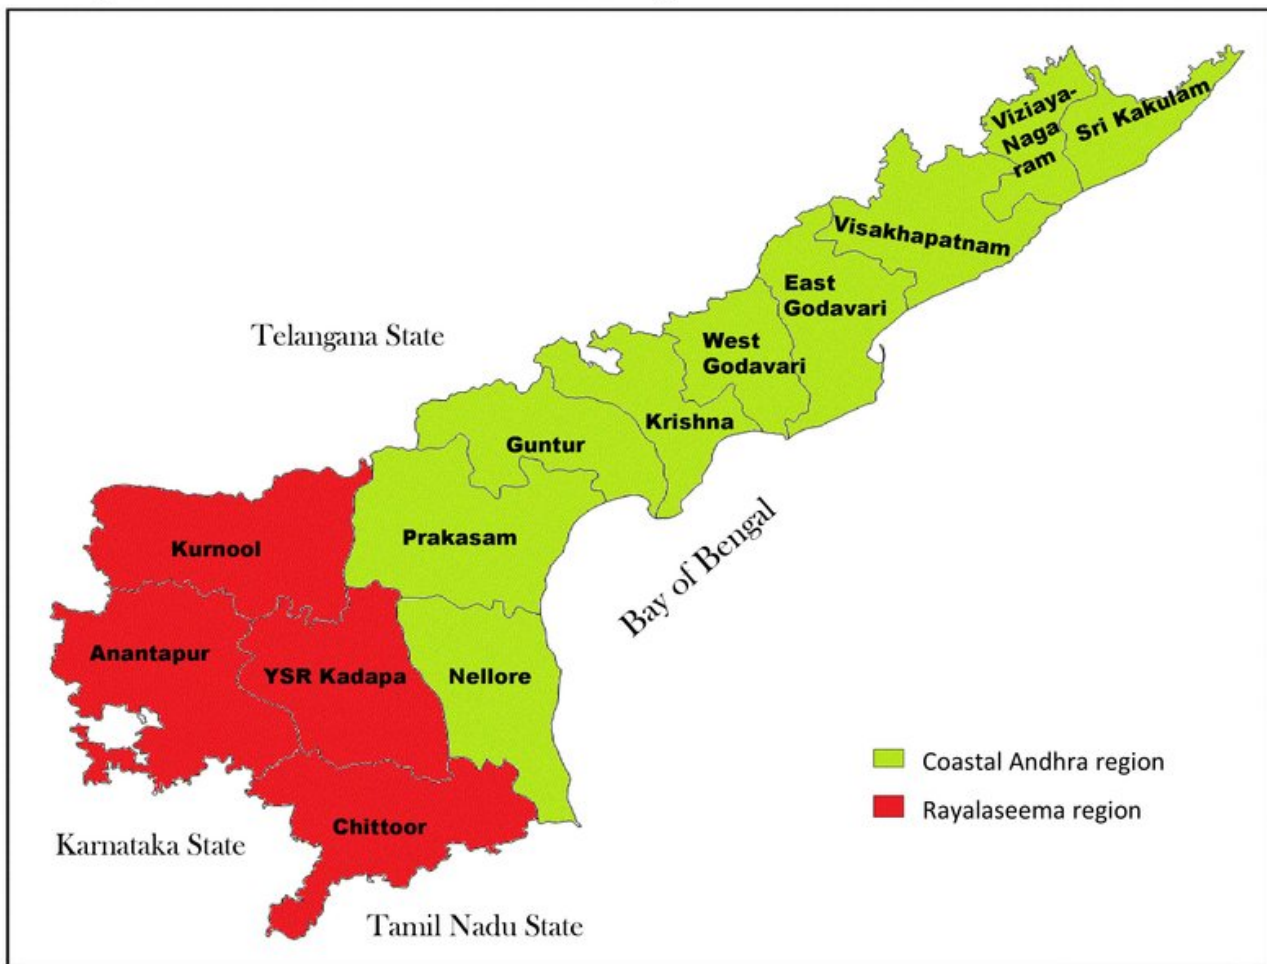 Viziaya-
Naga
ram
Sri Kakulam
Visakhapatnam
East
Godavari
Telangana State
West
Godavari
Krishna
Guntur
Prakasam
Bay of Bengal
Kurnool
Anantapur
YSR Kadapa
Nellore
Coastal Andhra region
Rayalaseema region
Chittoor
Karnataka State
Tamil Nadu State